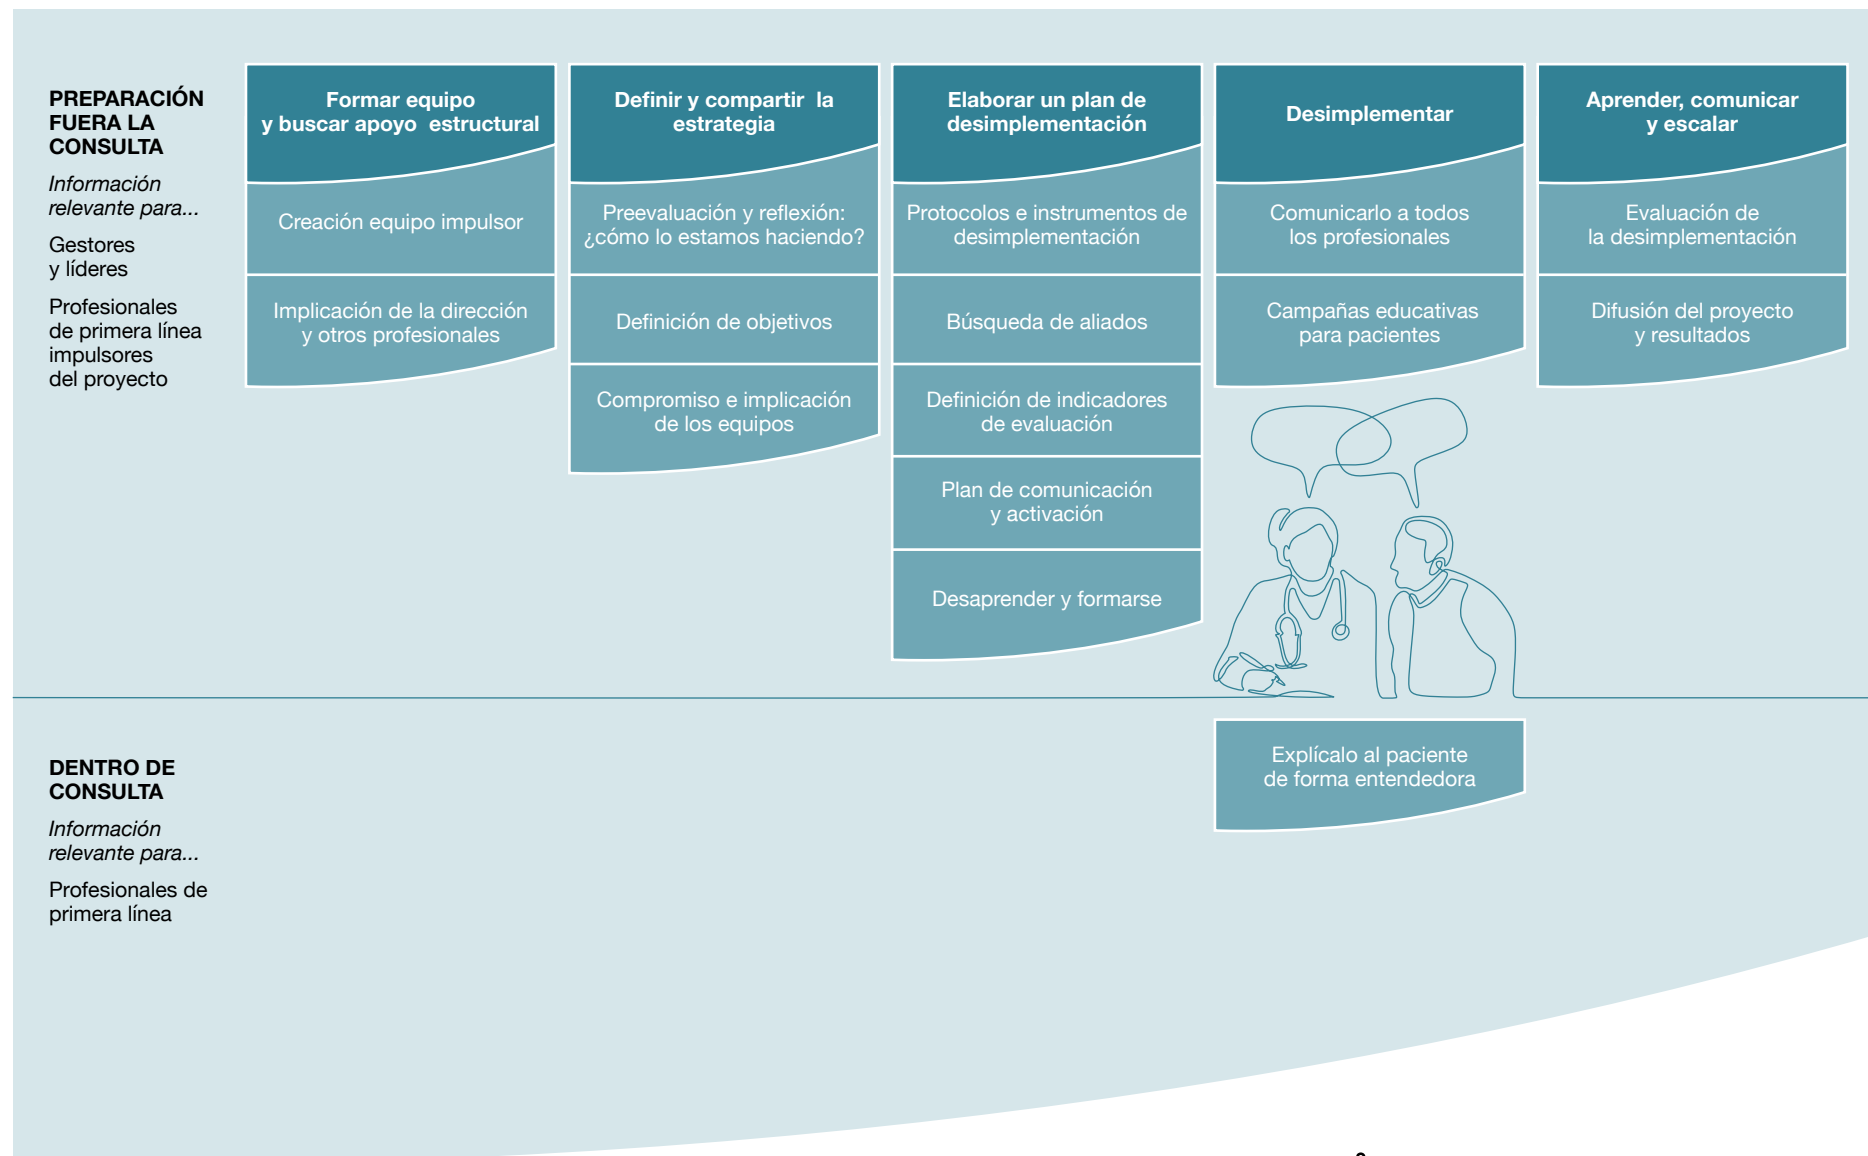 PREPARACIÓN
FUERA LA
CONSULTA
Información
relevante para...
Gestores
y líderes
Profesionales
de primera línea
impulsores
del proyecto
Formar equipo
y buscar apoyo estructural
Creación equipo impulsor
Implicación de la dirección
y otros profesionales
Definir y compartir la
estrategia
Preevaluación y reflexión:
¿cómo lo estamos haciendo?
Definición de objetivos
Compromiso e implicación
de los equipos
Elaborar un plan de
desimplementación
Protocolos e instrumentos de
desimplementación
Búsqueda de aliados
Definición de indicadores
de evaluación
Plan de comunicación
y activación
Desaprender y formarse
Desimplementar
Comunicarlo a todos
los profesionales
Campañas educativas
para pacientes
Aprender, comunicar
y escalar
Evaluación de
la desimplementación
Difusión del proyecto
y resultados
DENTRO DE
CONSULTA
Información
relevante para...
Profesionales de
primera línea
Explícalo al paciente
de forma entendedora